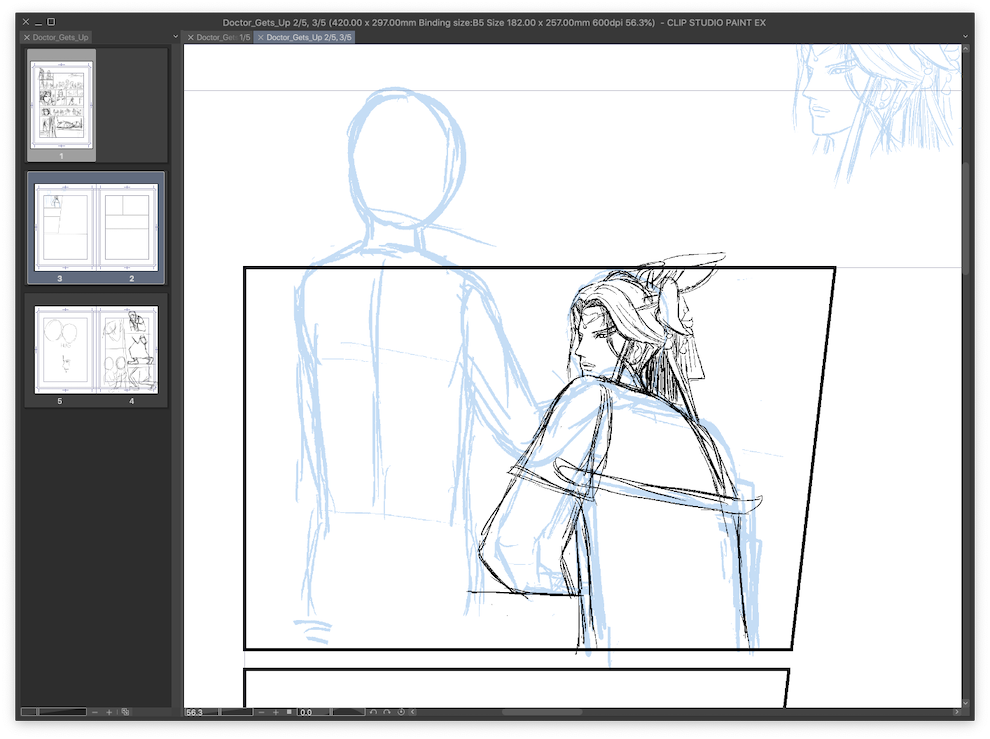 Doctor_Gets_Up 2/5, 3/5 (420.00 x 297.00mm Binding size:B5 Size 182.00 x 257.00mm 600dpi 56.3%) - CLIP STUDIO PAINT EX
Doctor_Gets_Up
Doctor_Get 1/5
Doctor_Gets_Up 2/5, 3/5
1
3
2
5
4
56.3
0.0